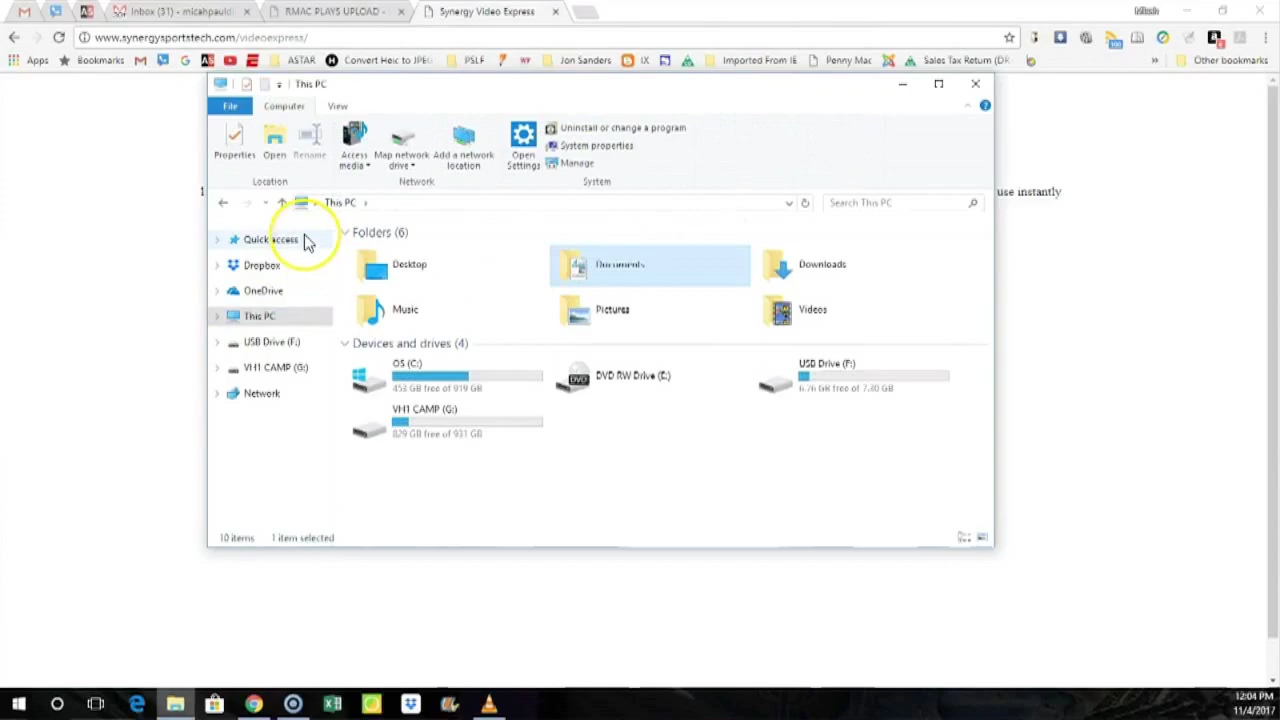 Inbox (31) - micahpauldi
RMAC PLAYS UPLOAD -
Synergy Video Express
Micah
www.synergysportstech.com/videoexpress/
Apps
Bookmarks
ASTAR
Convert Heic to JPEG
PSLF
Jon Sanders
IX
Imported From IE
Penny Mac
Sales Tax Return (DR
Other bookmarks
This PC
File
Computer
View
Properties
Open
Rename
Access media
Map network drive
Add a network location
Open Settings
Uninstall or change a program
System properties
Manage
Location
Network
System
This PC
Search This PC
use instantly
Quick access
Dropbox
OneDrive
This PC
USB Drive (F:)
VH1 CAMP (G:)
Network
Folders (6)
Desktop
Documents
Downloads
Music
Pictures
Videos
Devices and drives (4)
OS (C:)
453 GB free of 919 GB
DVD RW Drive (E:)
USB Drive (F:)
6.76 GB free of 7.30 GB
VH1 CAMP (G:)
829 GB free of 931 GB
10 items
1 item selected
12:04 PM
11/4/2017